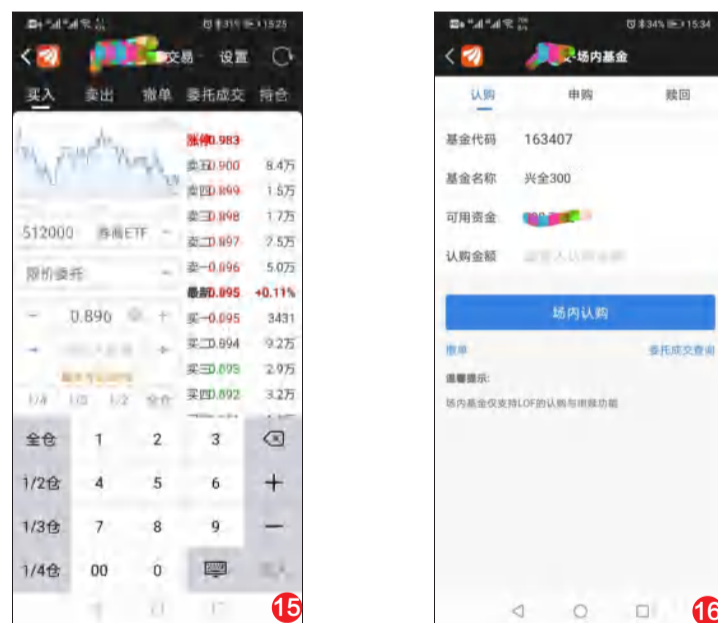 15:25
交易 设置
买入 卖出 撤单 委托成交 持仓
涨停0.983
卖五0.900 8.4万
卖四0.899 1.5万
卖三0.898 1.7万
卖二0.897 7.5万
卖一0.896 5.0万
最新0.895 +0.11%
买一0.895 3431
买二0.894 9.2万
买三0.893 2.9万
买四0.892 3.2万
512000 券商ETF
限价委托
- 0.896 +
1/4 1/3 1/2 全仓
全仓 1 2 3
1/2仓 4 5 6 +
1/3仓 7 8 9 -
1/4仓 00 0
15
34% 15:34
场内基金
认购 申购 赎回
基金代码 163407
基金名称 兴全300
可用资金
认购金额
场内认购
撤单 委托成交查询
温馨提示:
场内基金仅支持LOF的认购与申赎功能
16